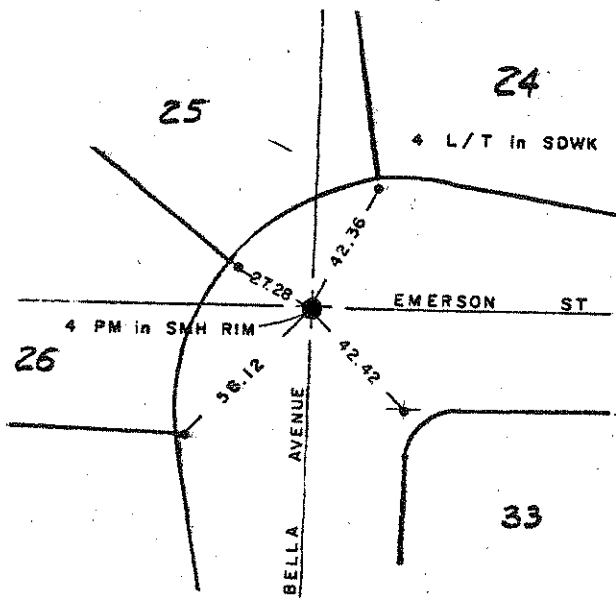 24
25
4 L/T in SDWK
42.36
27.28
EMERSON ST
4 PM in SMH RIM
26
58.12
42.42
BELLA AVENUE
33